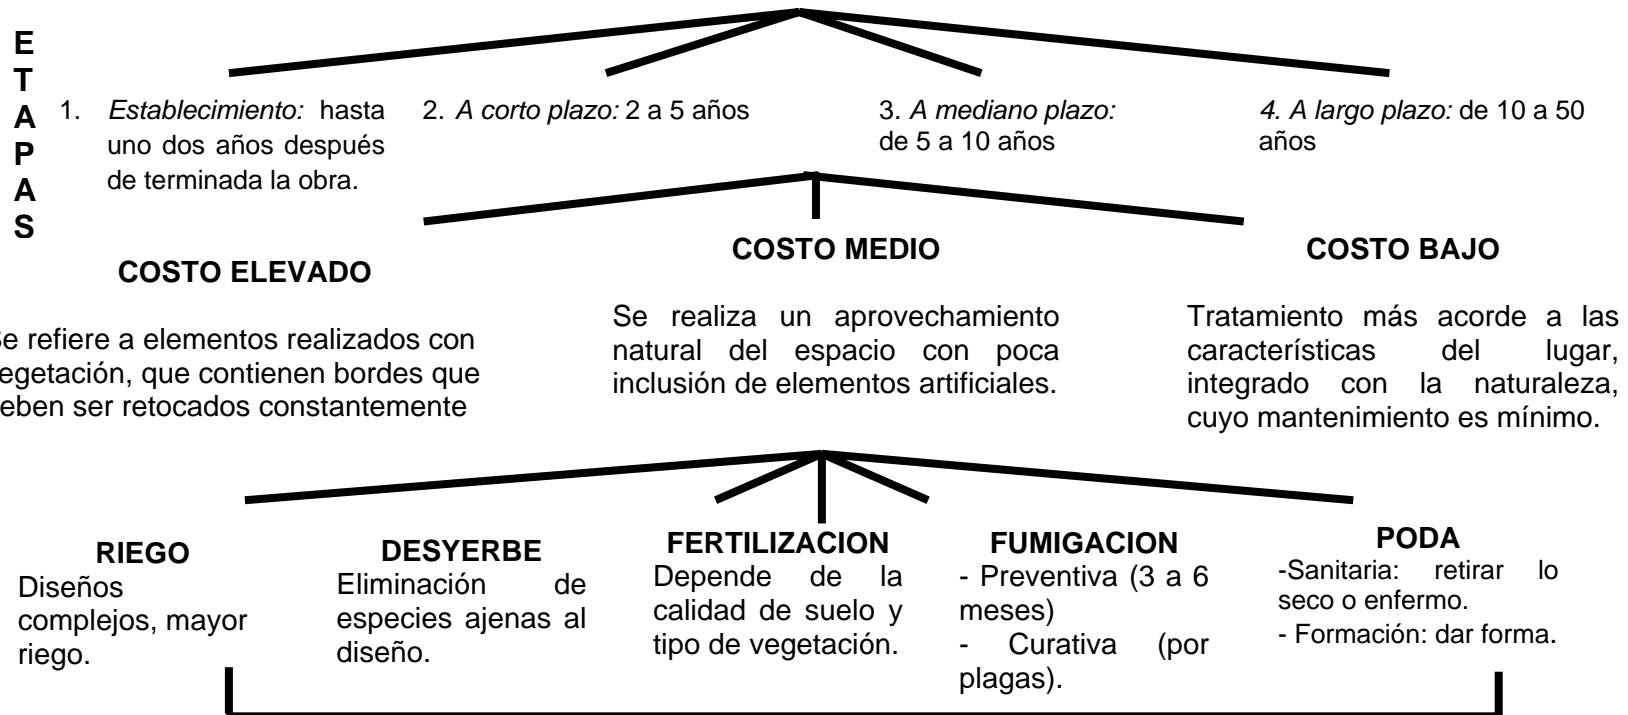 ETAPAS
1. Establecimiento: hasta
uno dos años después
de terminada la obra.
2. A corto plazo: 2 a 5 años
3. A mediano plazo:
de 5 a 10 años
4. A largo plazo: de 10 a 50
años
COSTO ELEVADO
e refiere a elementos realizados con
egetación, que contienen bordes que
eben ser retocados constantemente
COSTO MEDIO
Se realiza un aprovechamiento
natural del espacio con poca
inclusión de elementos artificiales.
COSTO BAJO
Tratamiento más acorde a las
características del lugar,
integrado con la naturaleza,
cuyo mantenimiento es mínimo.
RIEGO
Diseños
complejos, mayor
riego.
DESYERBE
Eliminación de
especies ajenas al
diseño.
FERTILIZACION
Depende de la
calidad de suelo y
tipo de vegetación.
FUMIGACION
- Preventiva (3 a 6
meses)
- Curativa (por
plagas).
PODA
-Sanitaria: retirar lo
seco o enfermo.
- Formación: dar forma.